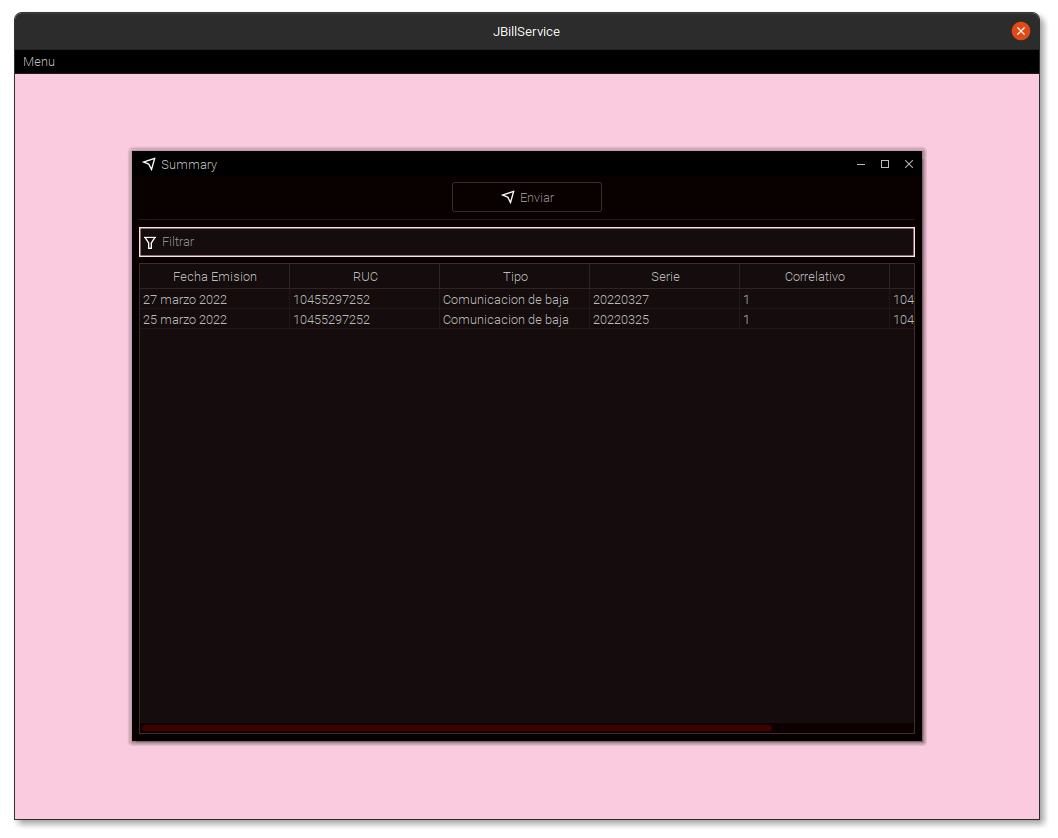 JBillService
Menu
Summary
Enviar
Filtrar
Fecha Emision RUC Tipo Serie Correlativo
27 marzo 2022 10455297252 Comunicacion de baja 20220327 1 104
25 marzo 2022 10455297252 Comunicacion de baja 20220325 1 104